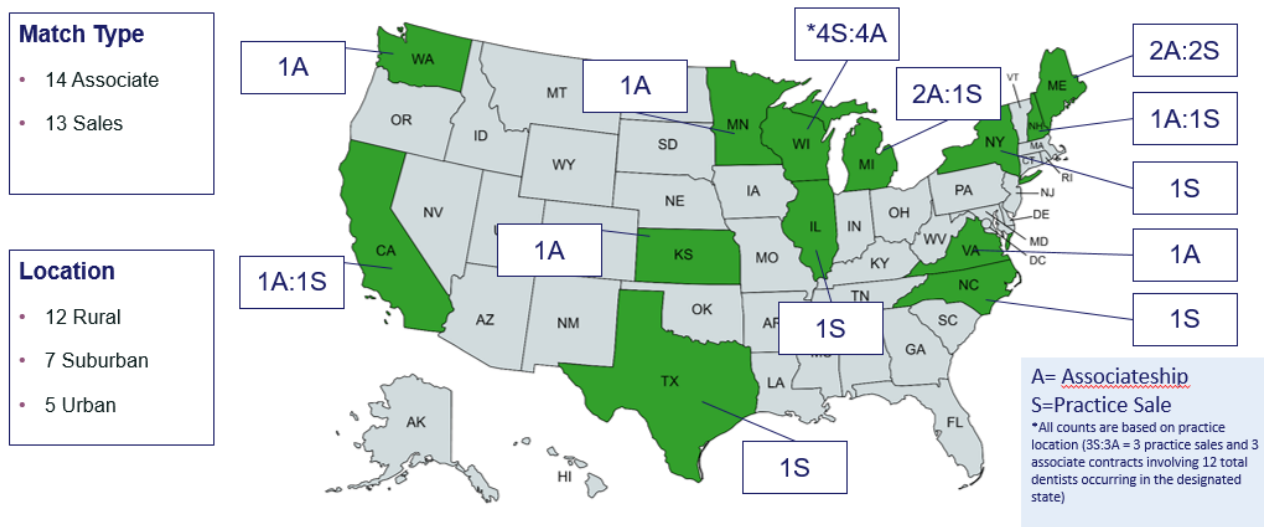 Match Type
• 14 Associate
• 13 Sales
Location
• 12 Rural
• 7 Suburban
• 5 Urban
1A
1A
*4S:4A
2A:1S
2A:2S
1A:1S
1S
1A
1S
1A
1A:1S
1S
1S
WA
OR
CA
ID
NV
MT
WY
AZ
NM
SD
NE
KS
OK
TX
MN
IA
MO
LA
WI
IL
MI
IN
OH
KY
TN
WV
VA
NC
SC
GA
FL
PA
NY
VT
NH
ME
MA
CT
RI
NJ
DE
MD
DC
AK
HI
A= Associateship
S=Practice Sale
*All counts are based on practice
location (3S:3A = 3 practice sales and 3
associate contracts involving 12 total
dentists occurring in the designated
state)